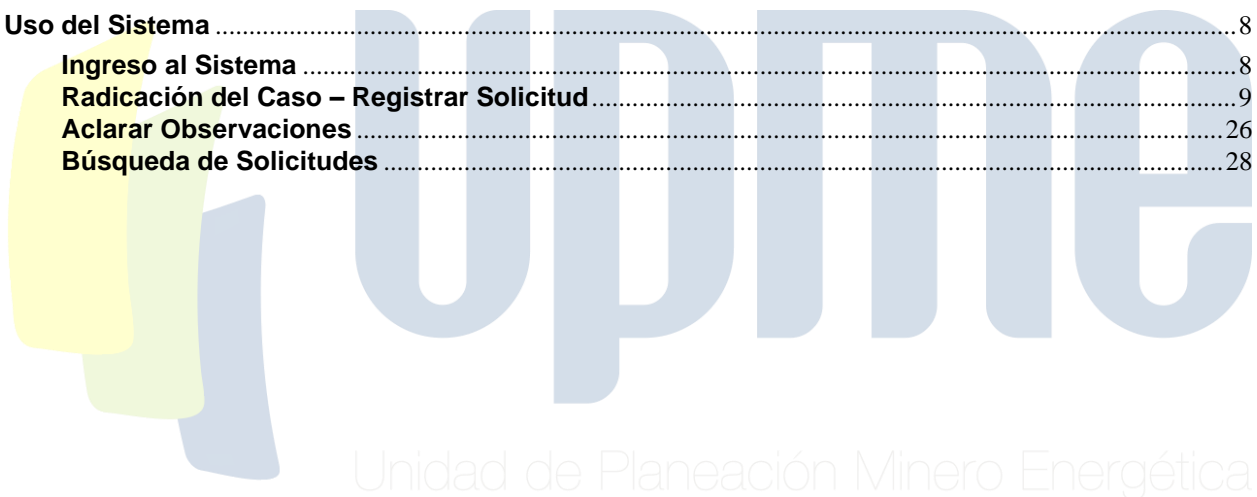 Uso del Sistema ........................................................................ 8
Ingreso al Sistema ........................................................................ 8
Radicación del Caso – Registrar Solicitud ........................................................................ 9
Aclarar Observaciones ........................................................................ 26
Búsqueda de Solicitudes ........................................................................ 28
upme
Unidad de Planeación Minero Energética